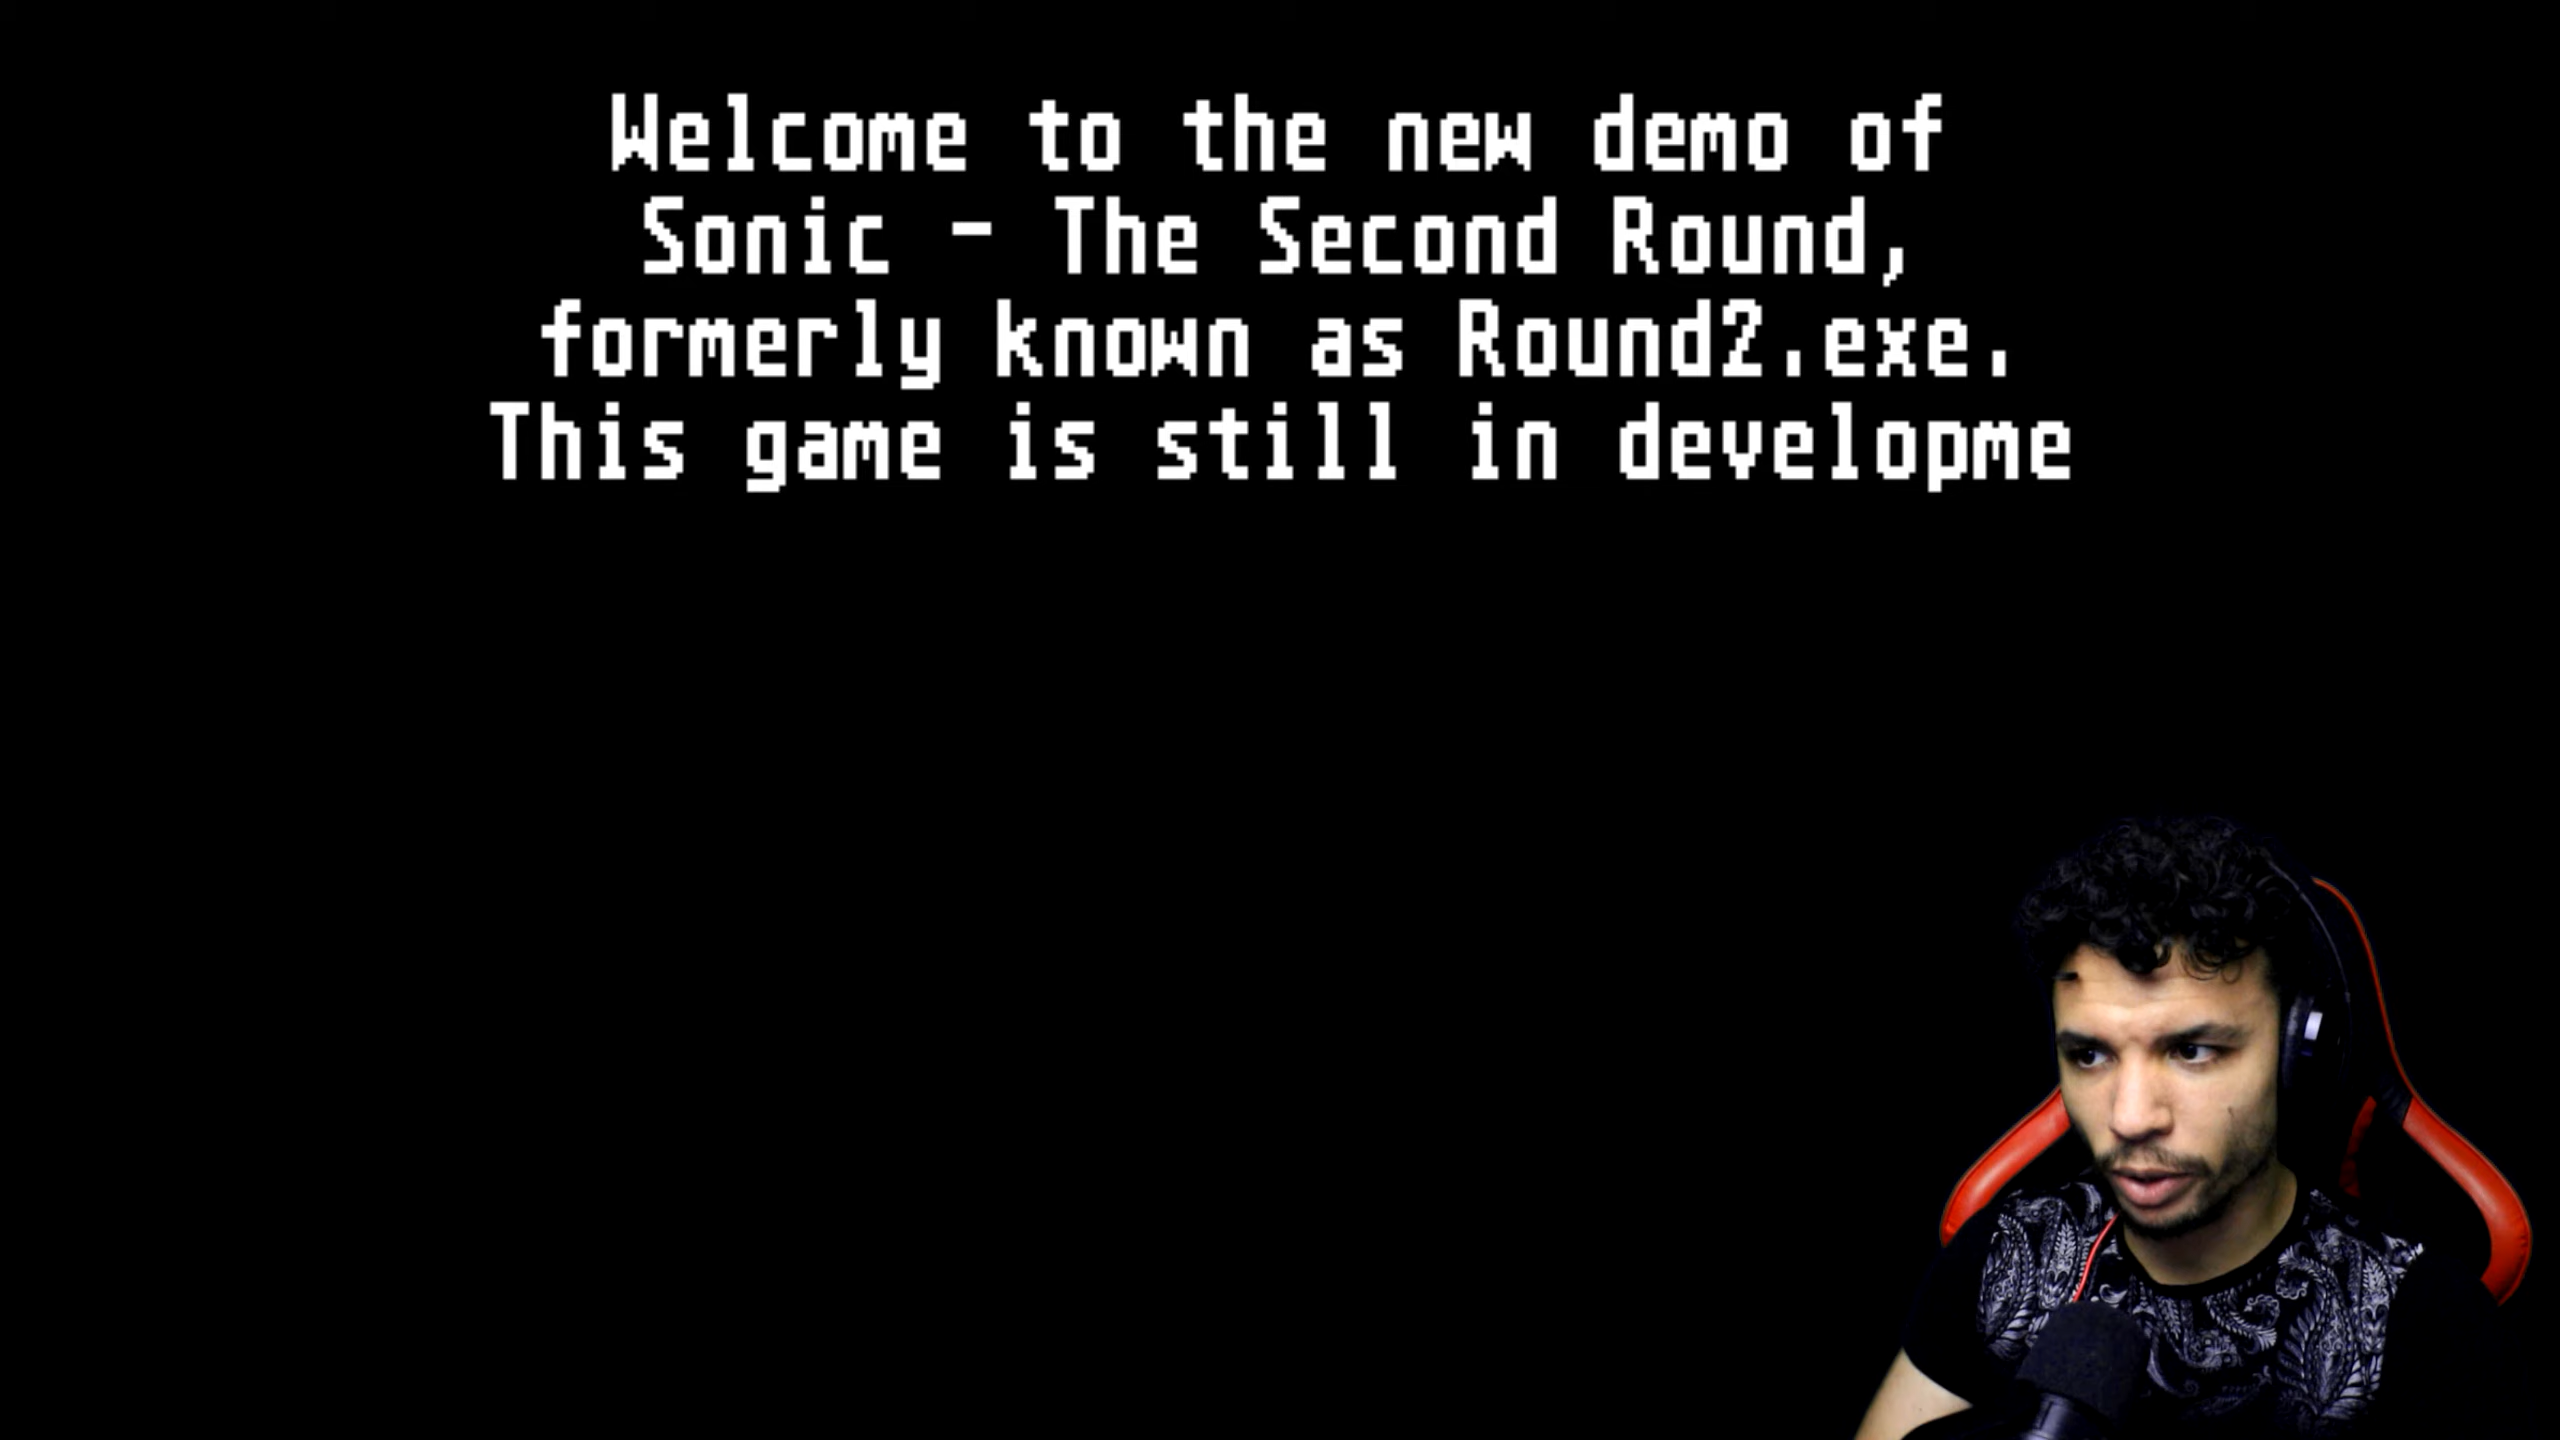 Welcome to the new demo of
Sonic - The Second Round,
formerly known as Round2.exe.
This game is still in developme